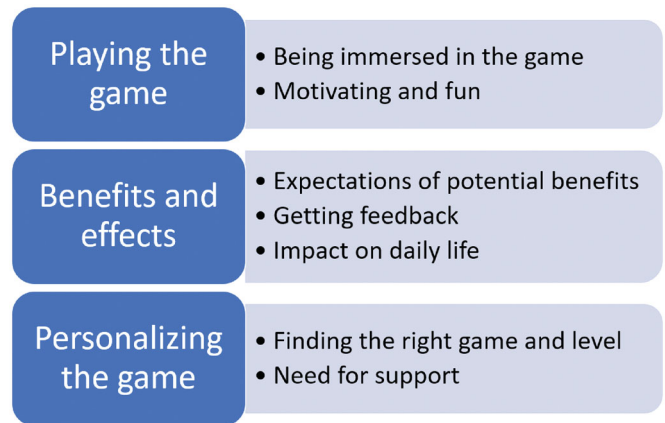 Playing the
game
• Being immersed in the game
• Motivating and fun
Benefits and
effects
• Expectations of potential benefits
• Getting feedback
• Impact on daily life
Personalizing
the game
• Finding the right game and level
• Need for support